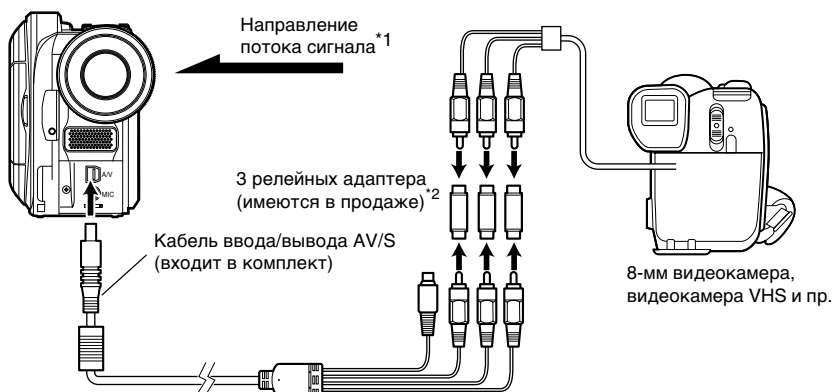 Направление
потока сигнала*1
A/V
MIC
3 релейных адаптера
(имеются в продаже)*2
Кабель ввода/вывода AV/S
(входит в комплект)
8-мм видеокамера,
видеокамера VHS и пр.